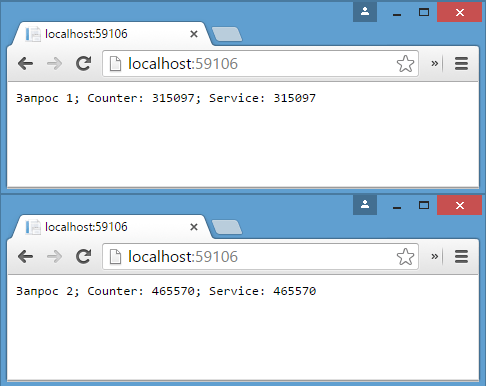 localhost:59106
localhost:59106
Запрос 1; Counter: 315097; Service: 315097
localhost:59106
localhost:59106
Запрос 2; Counter: 465570; Service: 465570